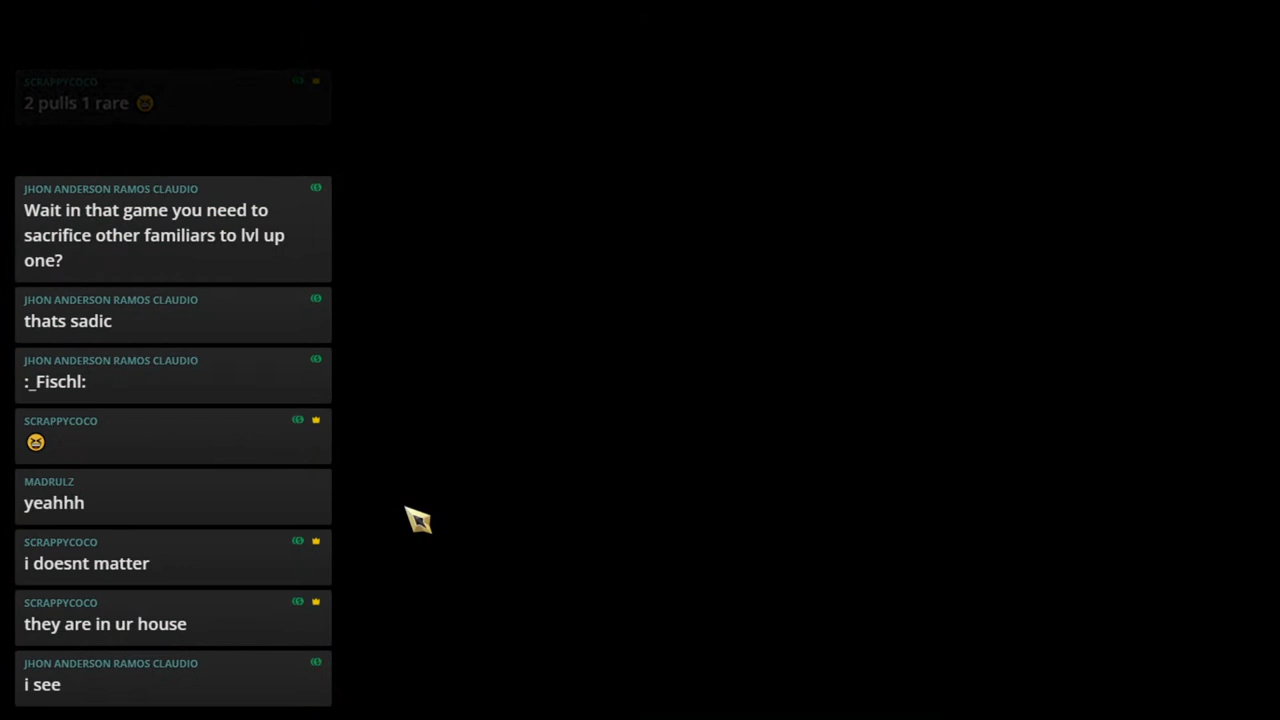 SCRAPPYCOCO
2 pulls 1 rare
JHON ANDERSON RAMOS CLAUDIO
Wait in that game you need to
sacrifice other familiars to lvl up
one?
JHON ANDERSON RAMOS CLAUDIO
thats sadic
JHON ANDERSON RAMOS CLAUDIO
:_Fischl:
SCRAPPYCOCO
MADRULZ
yeahhh
SCRAPPYCOCO
i doesnt matter
SCRAPPYCOCO
they are in ur house
JHON ANDERSON RAMOS CLAUDIO
i see